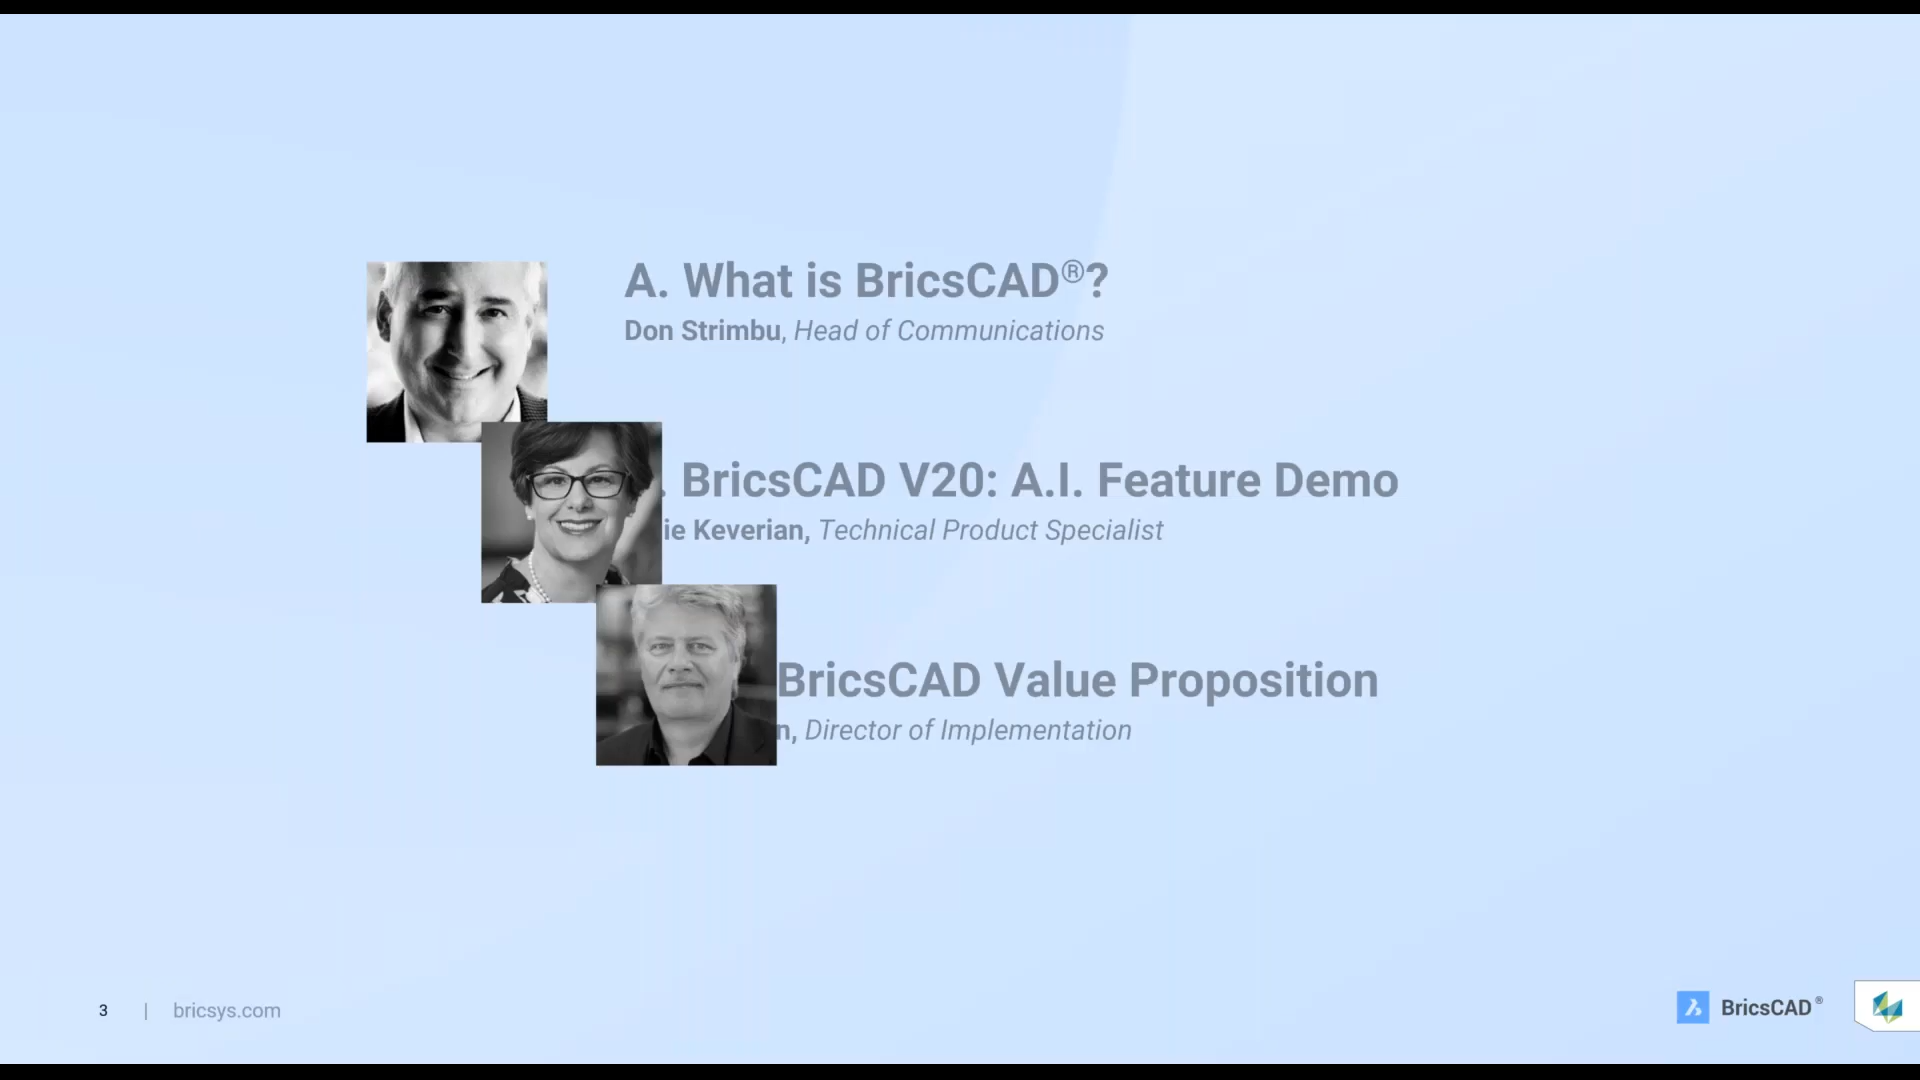 A. What is BricsCAD®?
Don Strimbu, Head of Communications
. BricsCAD V20: A.I. Feature Demo
ie Keverian, Technical Product Specialist
BricsCAD Value Proposition
n, Director of Implementation
3 | bricsys.com
BricsCAD®